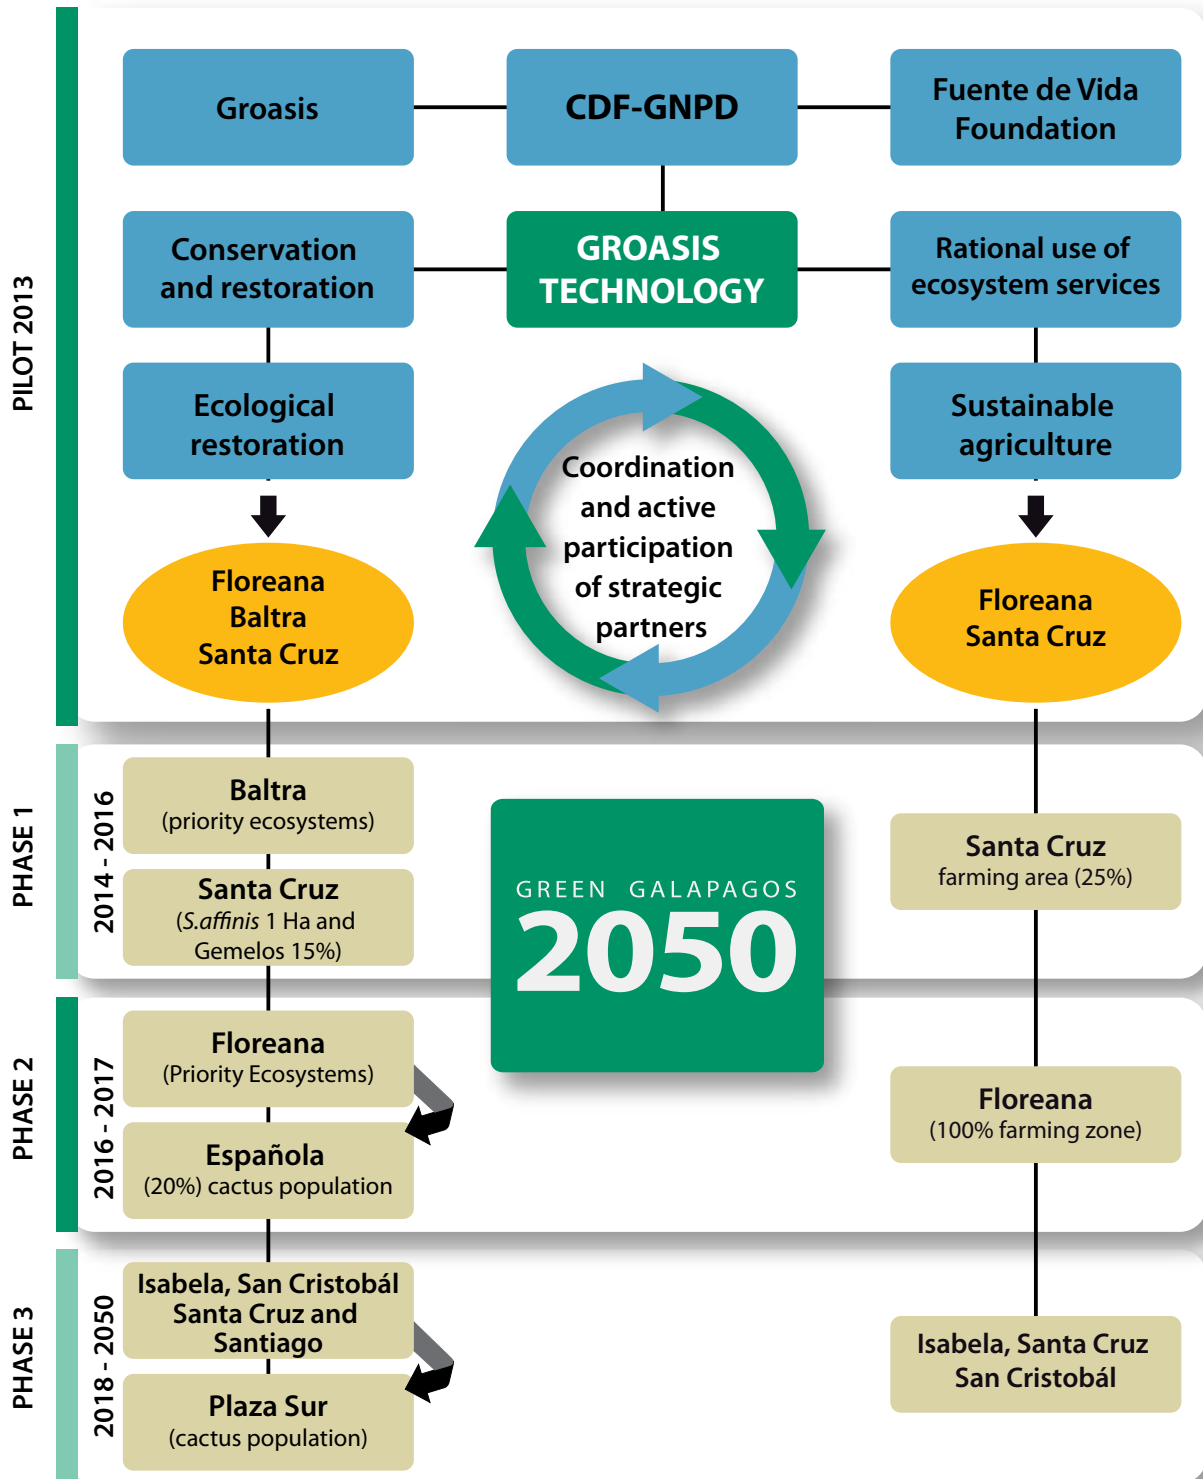 PILOT 2013
Groasis
CDF-GNPD
Fuente de Vida
Foundation
Conservation
and restoration
GROASIS
TECHNOLOGY
Rational use of
ecosystem services
Ecological
restoration
Coordination
and active
participation
of strategic
partners
Sustainable
agriculture
Floreana
Baltra
Santa Cruz
Floreana
Santa Cruz
PHASE 1
2014 - 2016
Baltra
(priority ecosystems)
Santa Cruz
(S.affinis 1 Ha and
Gemelos 15%)
GREEN GALAPAGOS
2050
Santa Cruz
farming area (25%)
PHASE 2
2016 - 2017
Floreana
(Priority Ecosystems)
Española
(20%) cactus population
Floreana
(100% farming zone)
PHASE 3
2018 - 2050
Isabela, San Cristobál
Santa Cruz and
Santiago
Plaza Sur
(cactus population)
Isabela, Santa Cruz
San Cristobál